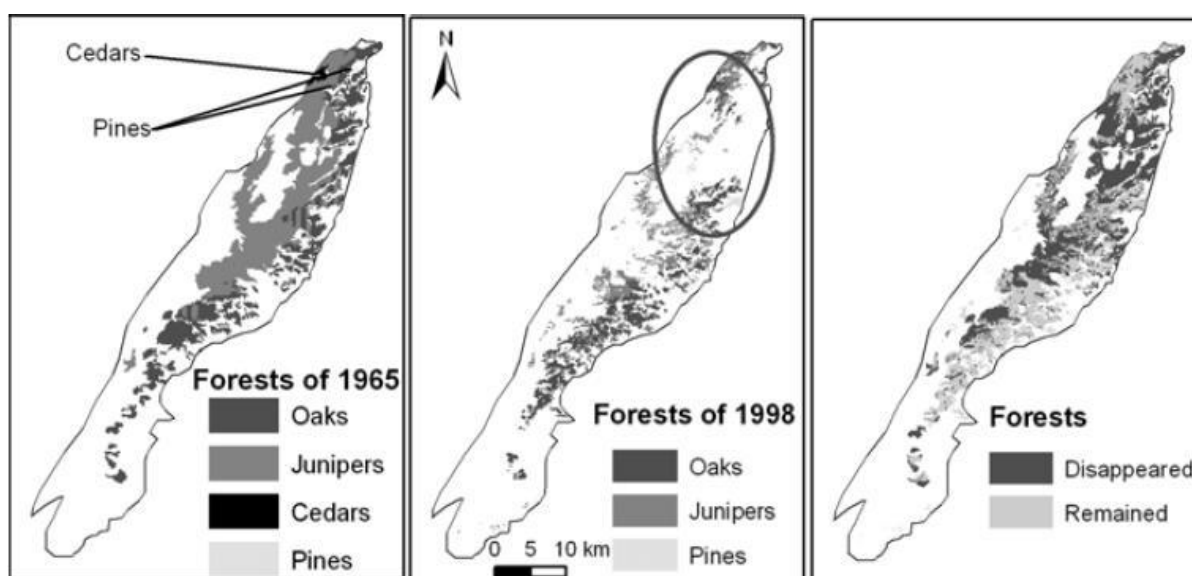 Cedars
Pines
Forests of 1965
Oaks
Junipers
Cedars
Pines
N
Forests of 1998
Oaks
Junipers
Pines
0 5 10 km
Forests
Disappeared
Remained